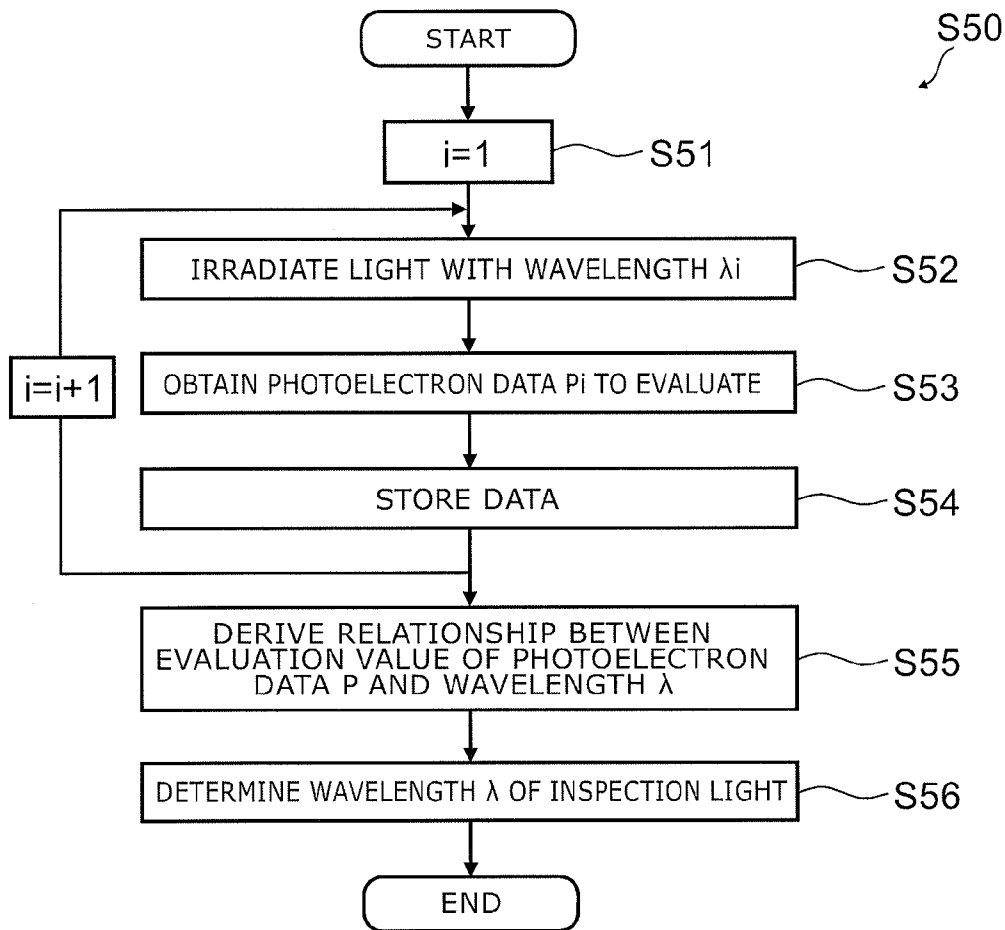 START
S50
i=1
S51
IRRADIATE LIGHT WITH WAVELENGTH λi
S52
i=i+1
OBTAIN PHOTOELECTRON DATA Pi TO EVALUATE
S53
STORE DATA
S54
DERIVE RELATIONSHIP BETWEEN
EVALUATION VALUE OF PHOTOELECTRON
DATA P AND WAVELENGTH λ
S55
DETERMINE WAVELENGTH λ OF INSPECTION LIGHT
S56
END